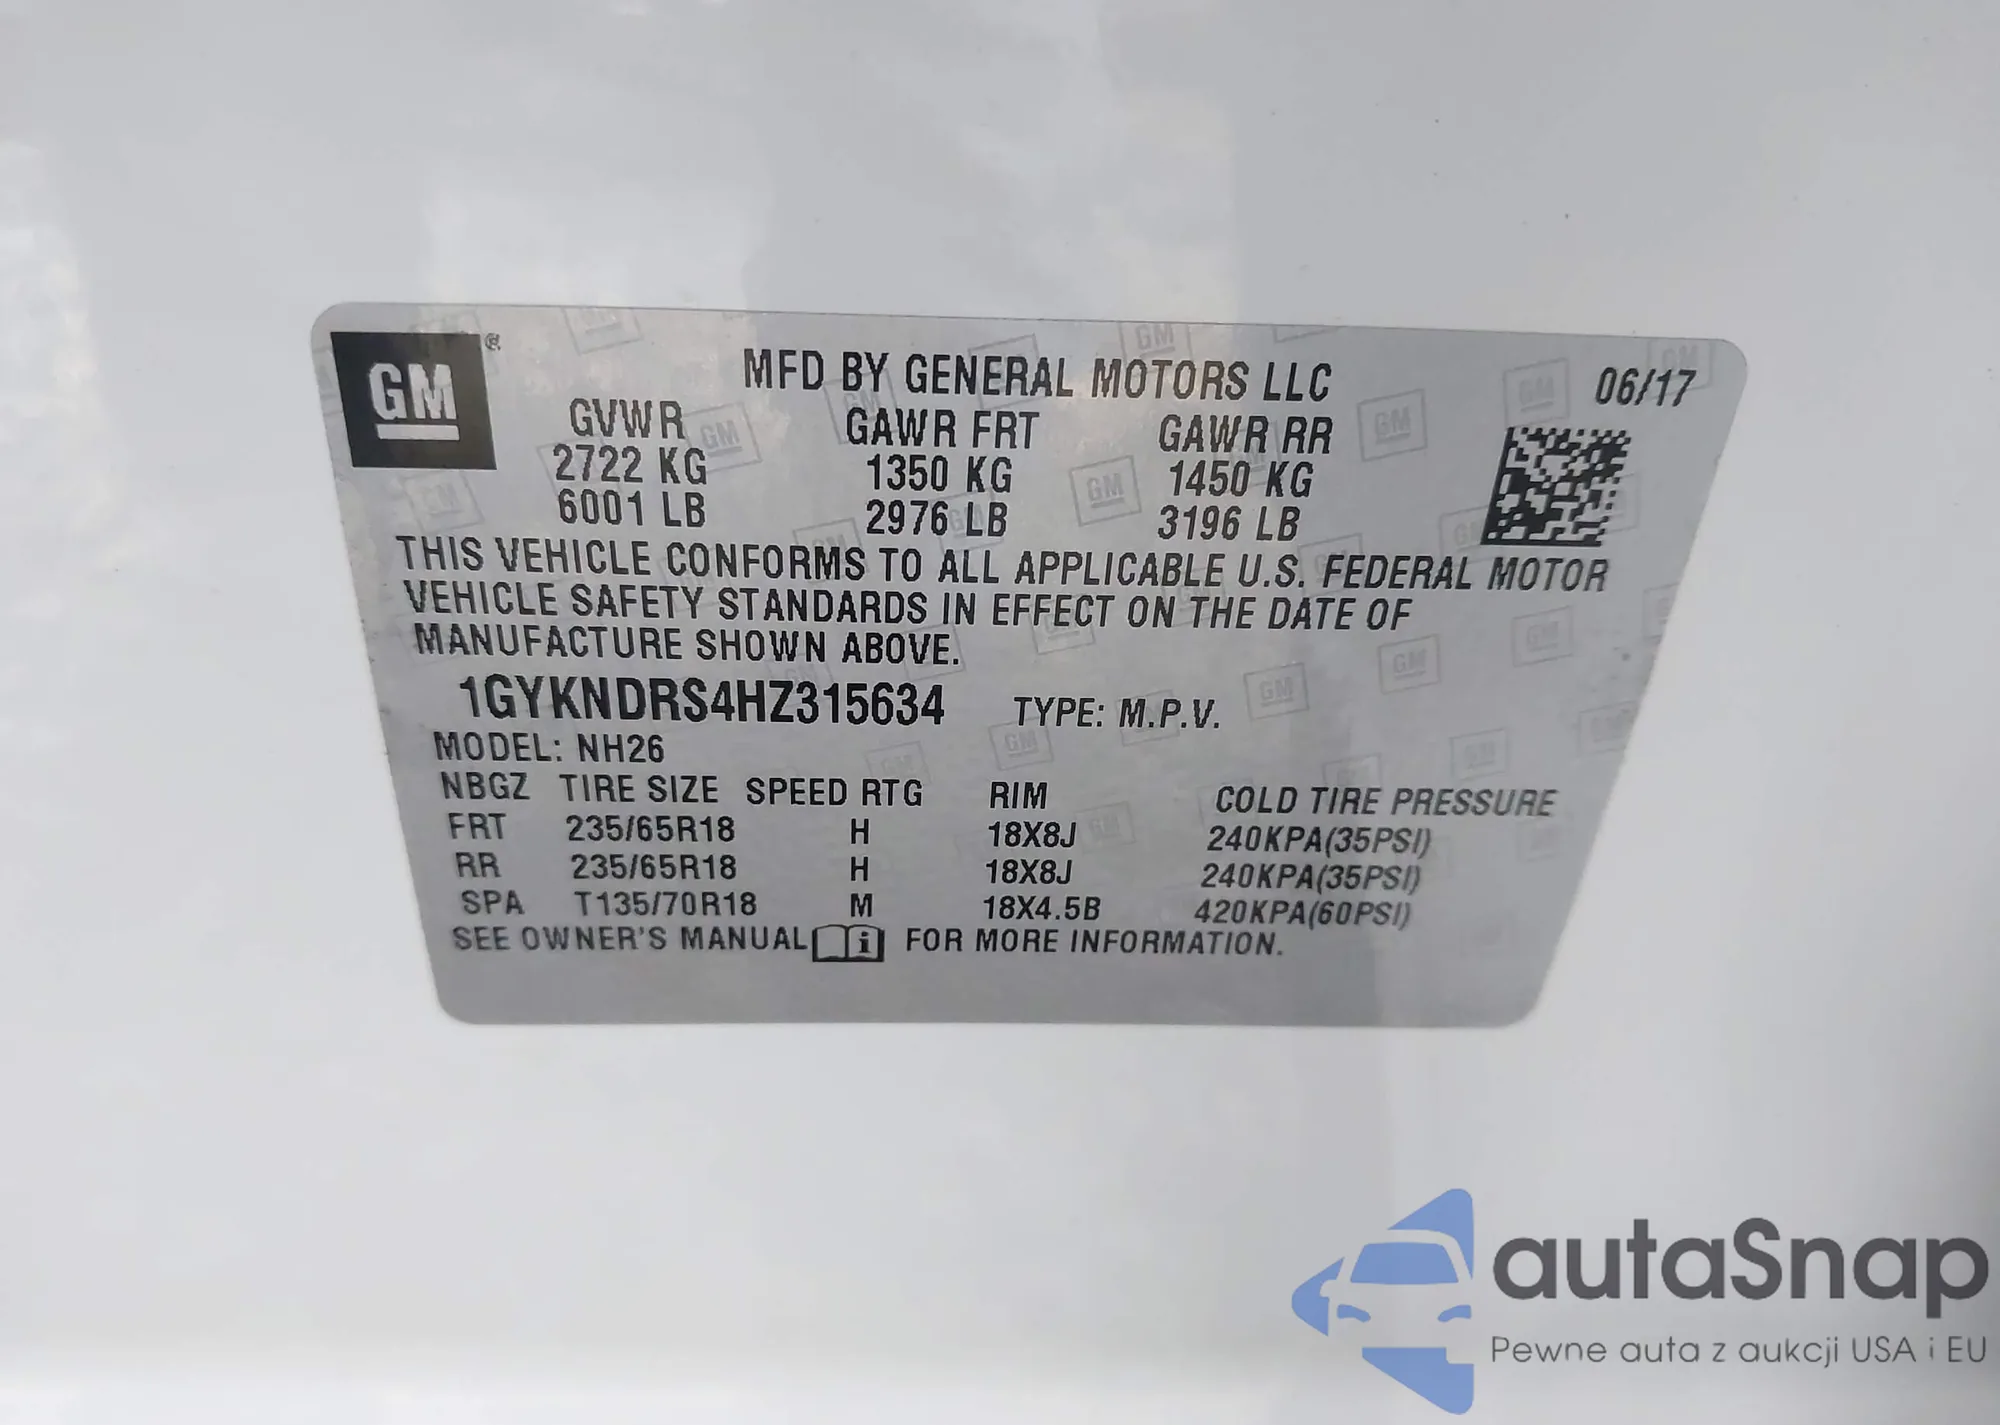 GM ®
MFD BY GENERAL MOTORS LLC 06/17
GVWR GAWR FRT GAWR RR
2722 KG 1350 KG 1450 KG
6001 LB 2976 LB 3196 LB
THIS VEHICLE CONFORMS TO ALL APPLICABLE U.S. FEDERAL MOTOR
VEHICLE SAFETY STANDARDS IN EFFECT ON THE DATE OF
MANUFACTURE SHOWN ABOVE.
1GYKNDRS4HZ315634 TYPE: M.P.V.
MODEL: NH26
NBGZ TIRE SIZE SPEED RTG RIM COLD TIRE PRESSURE
FRT 235/65R18 H 18X8J 240KPA(35PSI)
RR 235/65R18 H 18X8J 240KPA(35PSI)
SPA T135/70R18 M 18X4.5B 420KPA(60PSI)
SEE OWNER'S MANUAL i FOR MORE INFORMATION.
autaSnap
Pewne auta z aukcji USA i EU